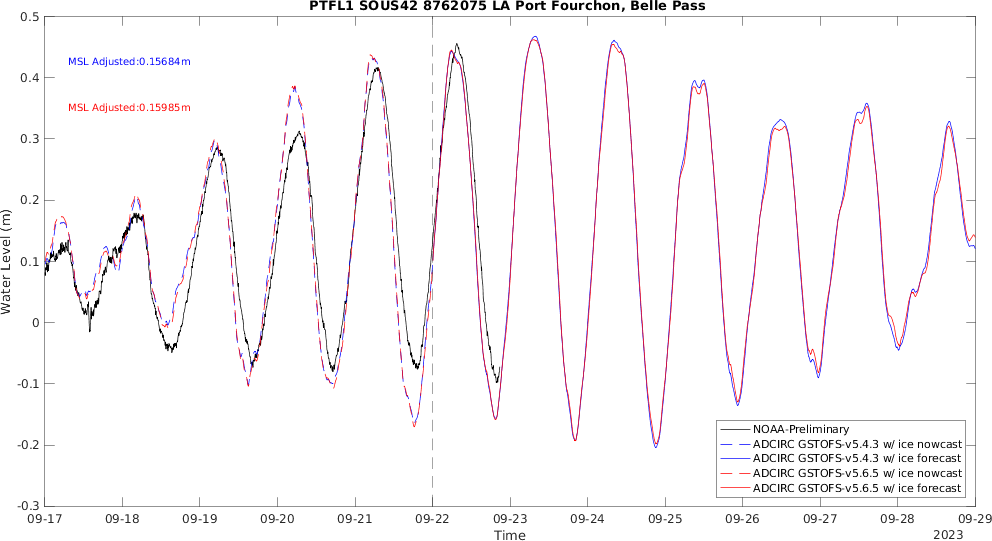 PTFL1 SOUS42 8762075 LA Port Fourchon, Belle Pass
MSL Adjusted:0.15684m
MSL Adjusted:0.15985m
Water Level (m)
0.5
0.4
0.3
0.2
0.1
0
-0.1
-0.2
-0.3
NOAA-Preliminary
ADCIRC GSTOFS-v5.4.3 w/ ice nowcast
ADCIRC GSTOFS-v5.4.3 w/ ice forecast
ADCIRC GSTOFS-v5.6.5 w/ ice nowcast
ADCIRC GSTOFS-v5.6.5 w/ ice forecast
09-17 09-18 09-19 09-20 09-21 09-22 09-23 09-24 09-25 09-26 09-27 09-28 09-29
Time
2023